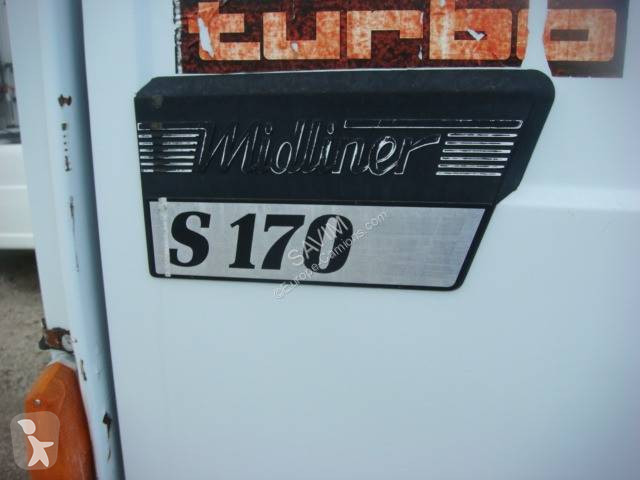 turbo
Midliner
S 170
SAVIM
©Europe-Camions.com